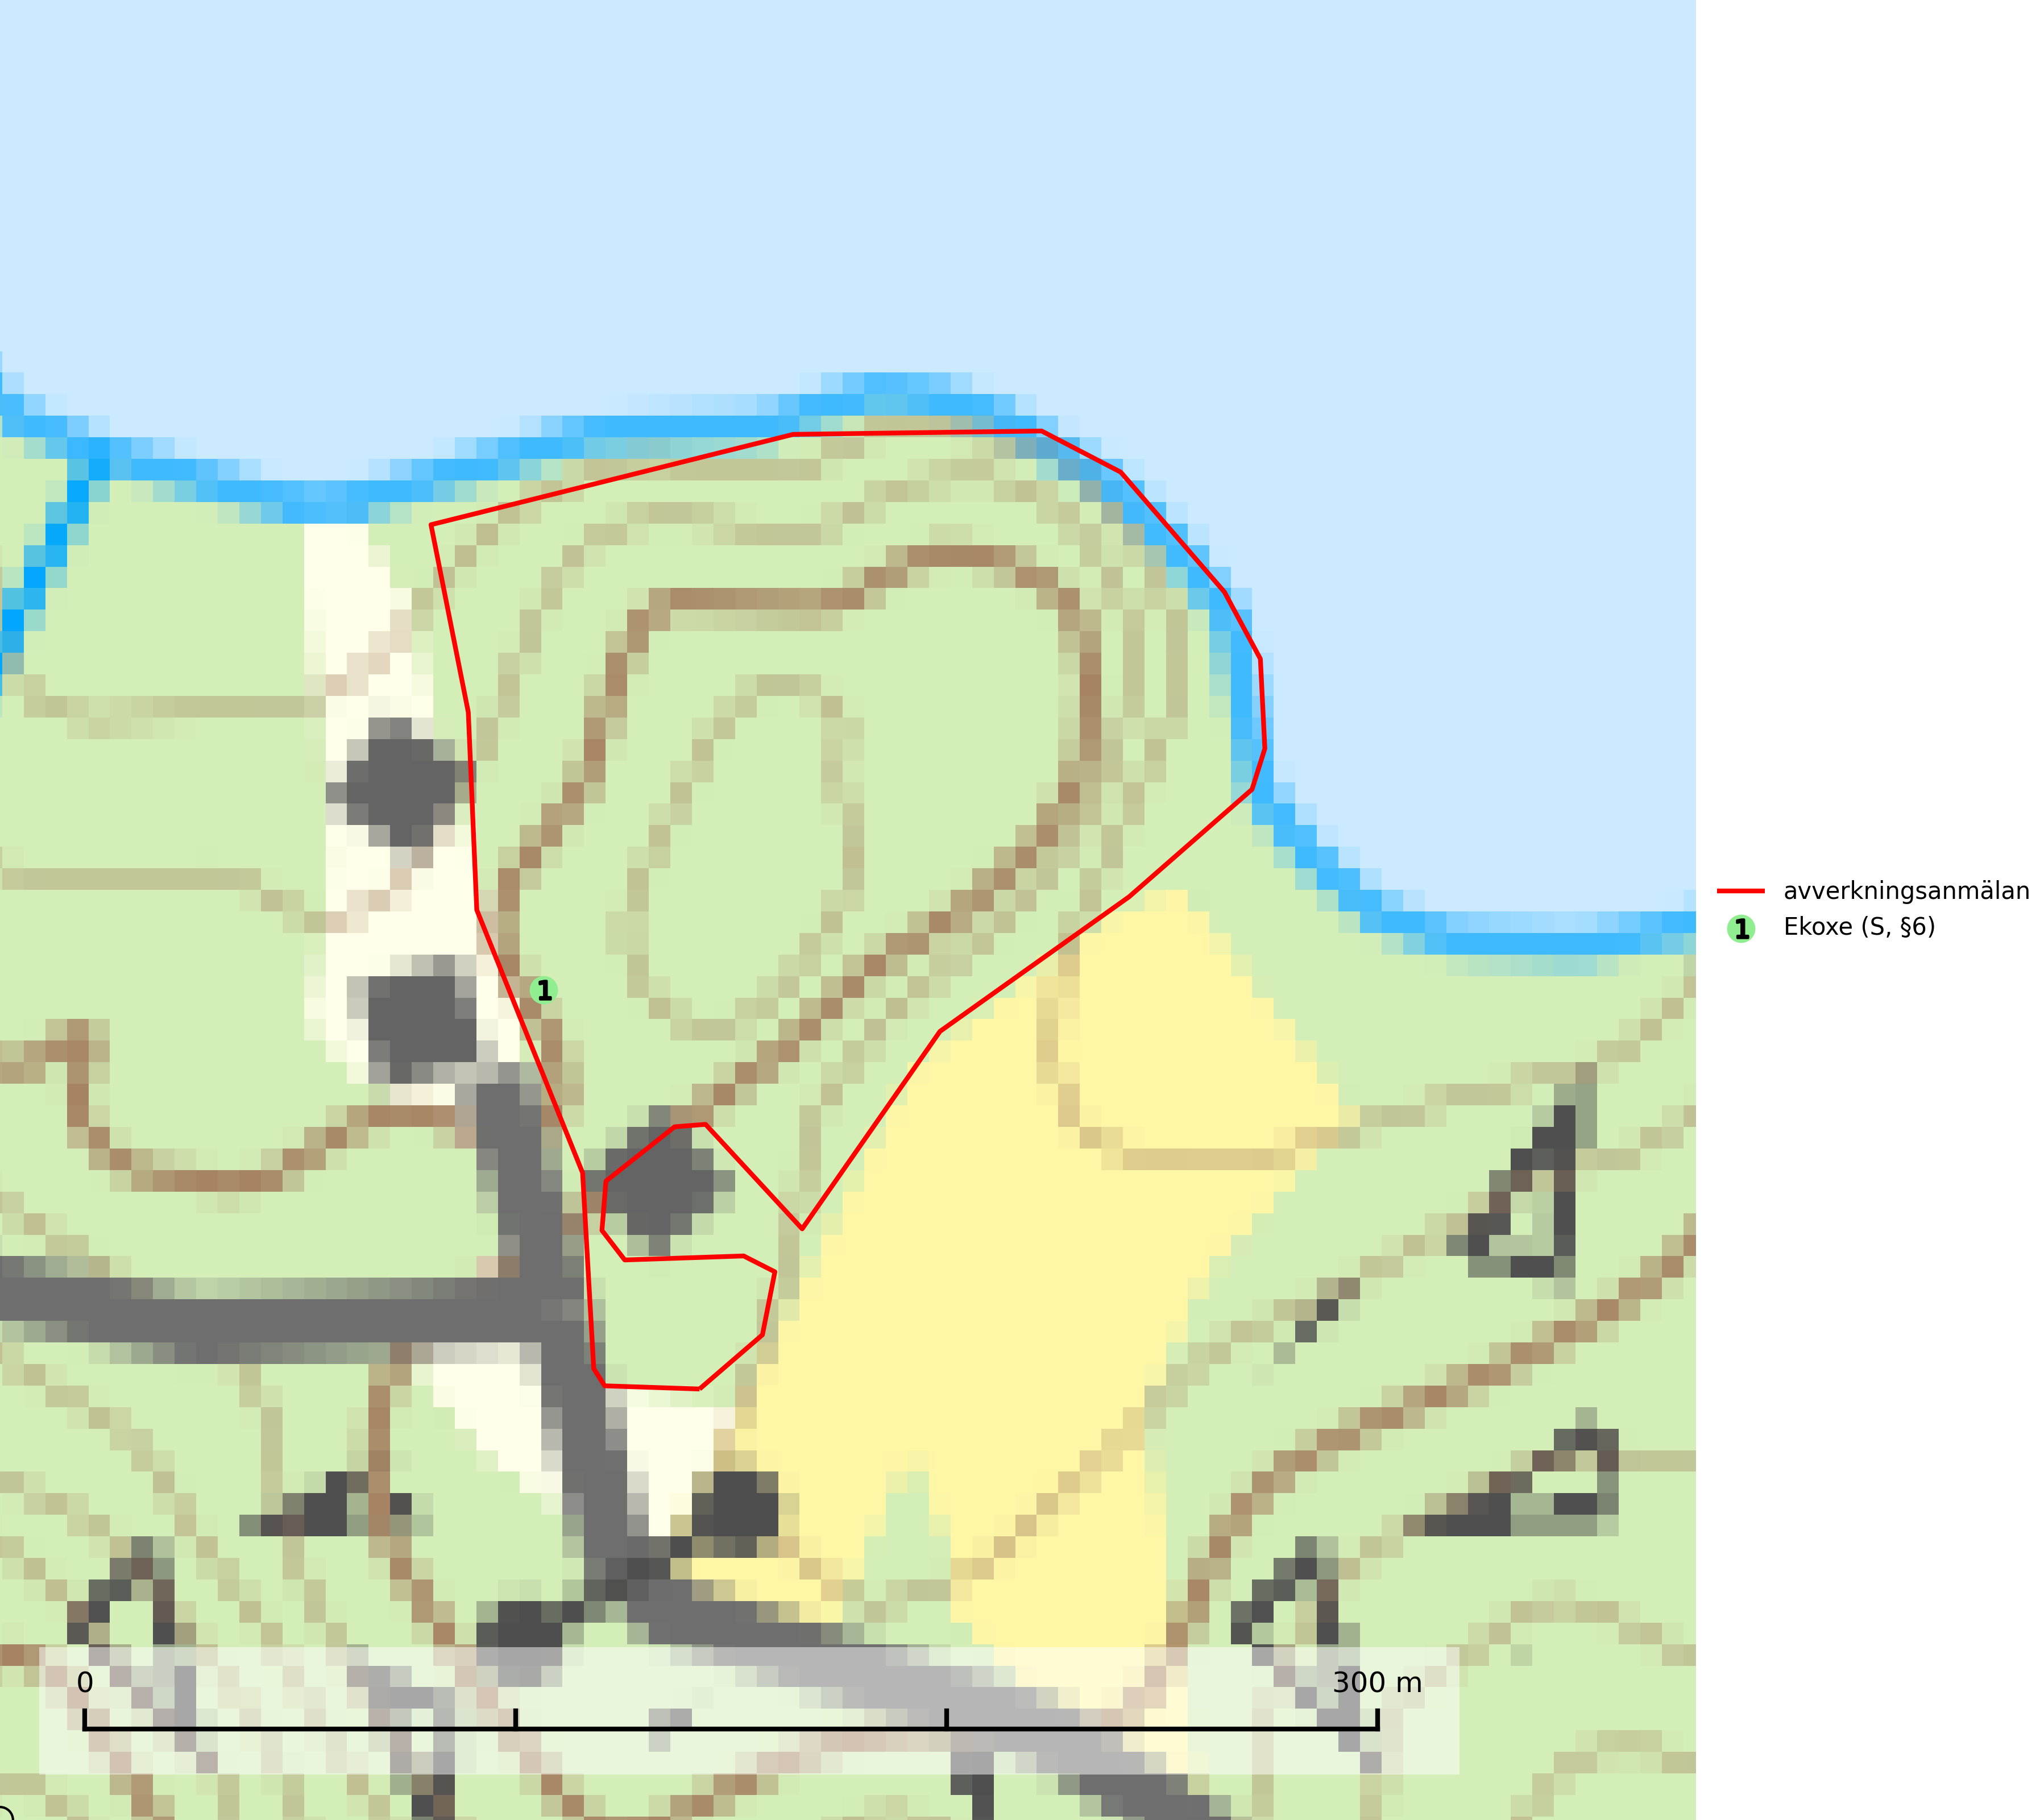 avverkningsanmälan
1 Ekoxe (S, §6)
1
0 300 m